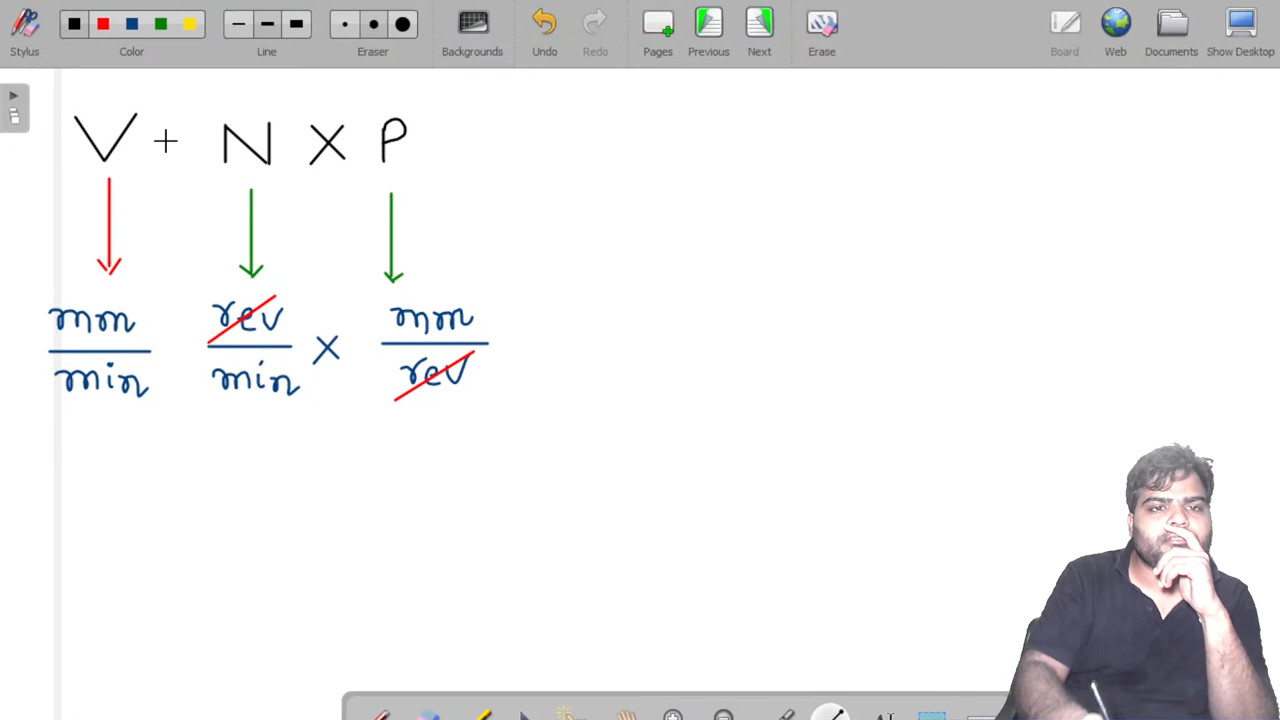 Stylus Color Line Eraser Backgrounds Undo Redo Pages Previous Next Erase Board Web Documents Show Desktop
V + N X P
mm/min rev/min X mm/rev